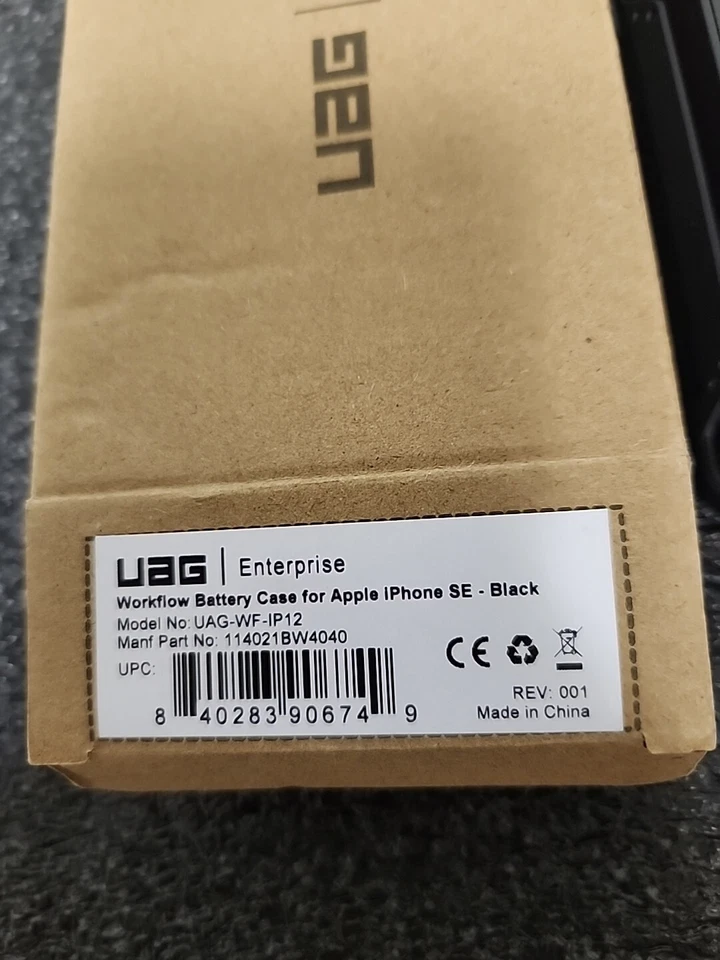 UAG |
UAG | Enterprise
Workflow Battery Case for Apple iPhone SE - Black
Model No: UAG-WF-IP12
Manf Part No: 114021BW4040
UPC:
8 40283 90674 9
CE
REV: 001
Made in China